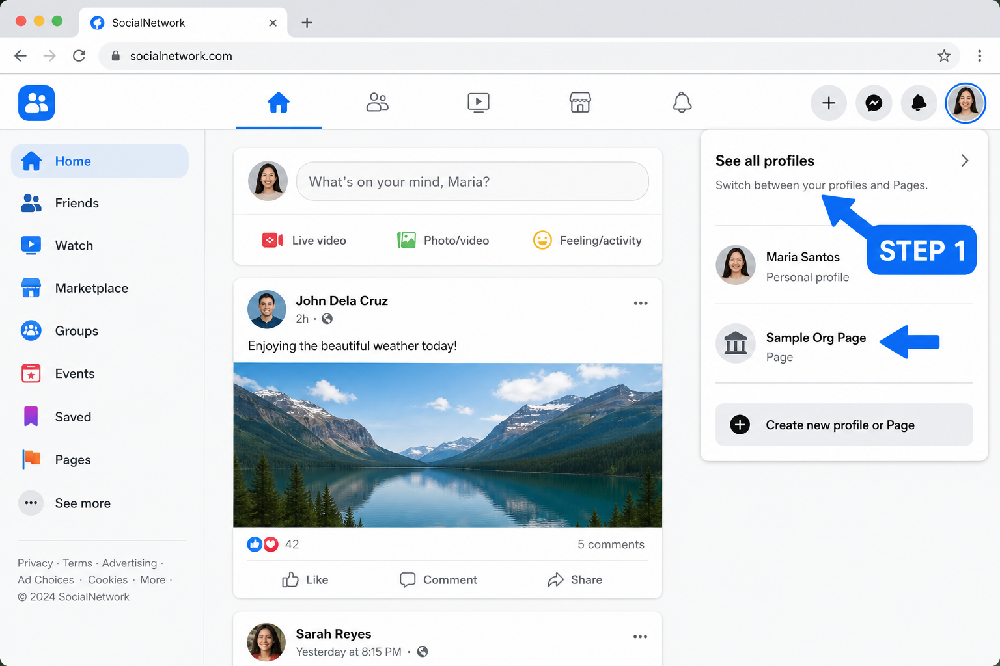 SocialNetwork
socialnetwork.com
Home
Friends
Watch
Marketplace
Groups
Events
Saved
Pages
See more
Privacy · Terms · Advertising ·
Ad Choices · Cookies · More ·
© 2024 SocialNetwork
What's on your mind, Maria?
Live video
Photo/video
Feeling/activity
John Dela Cruz
2h ·
Enjoying the beautiful weather today!
42
5 comments
Like
Comment
Share
Sarah Reyes
Yesterday at 8:15 PM ·
See all profiles
Switch between your profiles and Pages.
STEP 1
Maria Santos
Personal profile
Sample Org Page
Page
Create new profile or Page